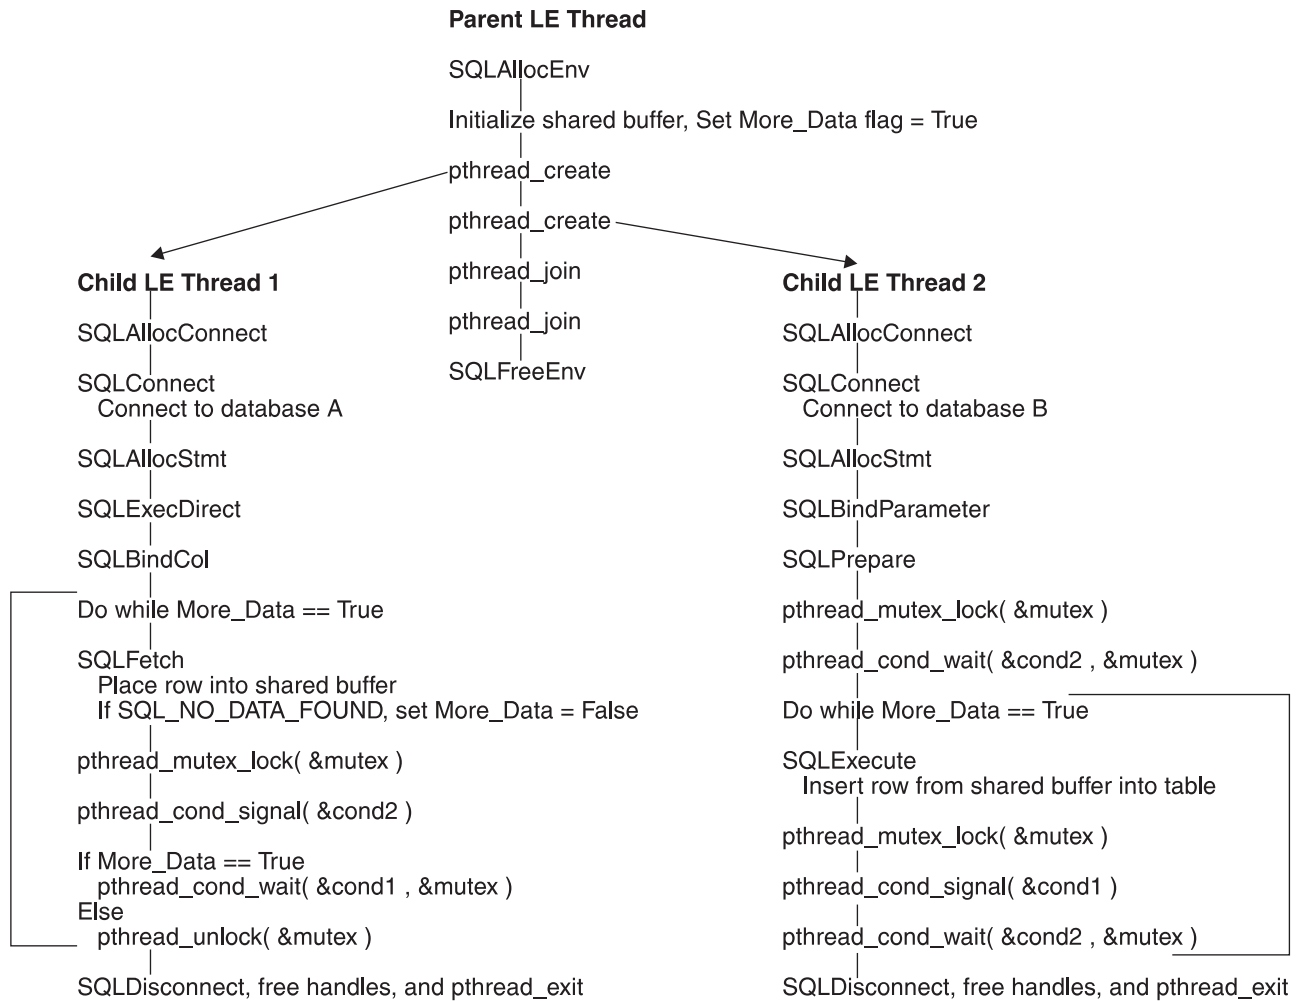 Parent LE Thread
SQLAllocEnv
Initialize shared buffer, Set More_Data flag = True
pthread_create
pthread_create
pthread_join
pthread_join
SQLFreeEnv
Child LE Thread 1
SQLAllocConnect
SQLConnect
Connect to database A
SQLAllocStmt
SQLExecDirect
SQLBindCol
Do while More_Data == True
SQLFetch
Place row into shared buffer
If SQL_NO_DATA_FOUND, set More_Data = False
pthread_mutex_lock( &mutex )
pthread_cond_signal( &cond2 )
If More_Data == True
pthread_cond_wait( &cond1 , &mutex )
Else
pthread_unlock( &mutex )
SQLDisconnect, free handles, and pthread_exit
Child LE Thread 2
SQLAllocConnect
SQLConnect
Connect to database B
SQLAllocStmt
SQLBindParameter
SQLPrepare
pthread_mutex_lock( &mutex )
pthread_cond_wait( &cond2 , &mutex )
Do while More_Data == True
SQLExecute
Insert row from shared buffer into table
pthread_mutex_lock( &mutex )
pthread_cond_signal( &cond1 )
pthread_cond_wait( &cond2 , &mutex )
SQLDisconnect, free handles, and pthread_exit